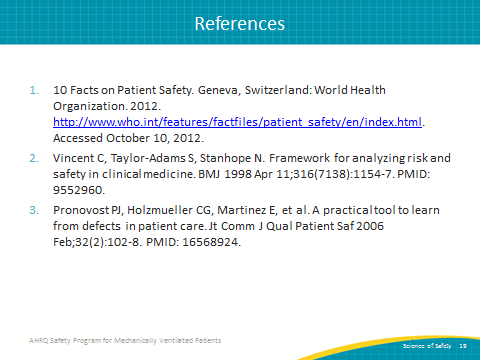 References
1. 10 Facts on Patient Safety. Geneva, Switzerland: World Health
Organization. 2012.
http://www.who.int/features/factfiles/patient_safety/en/index.html.
Accessed October 10, 2012.
2. Vincent C, Taylor-Adams S, Stanhope N. Framework for analyzing risk and
safety in clinical medicine. BMJ 1998 Apr 11;316(7138):1154-7. PMID:
9552960.
3. Pronovost PJ, Holzmueller CG, Martinez E, et al. A practical tool to learn
from defects in patient care. Jt Comm J Qual Patient Saf 2006
Feb;32(2):102-8. PMID: 16568924.
AHRQ Safety Program for Mechanically Ventilated Patients
Science of Safety 19